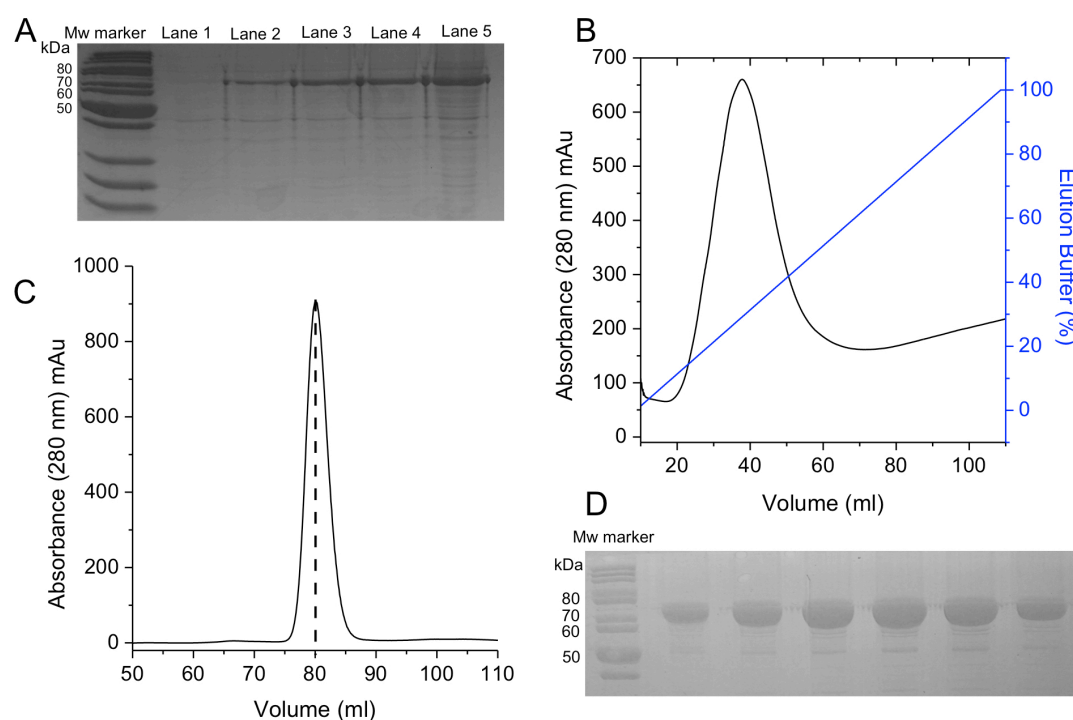 A
Mw marker Lane 1 Lane 2 Lane 3 Lane 4 Lane 5
kDa
80
70
60
50
B
700
600
500
400
300
200
100
0
Absorbance (280 nm) mAu
20 40 60 80 100
Volume (ml)
100
80
60
40
20
0
Elution Buffer (%)
C
1000
800
600
400
200
0
Absorbance (280 nm) mAu
50 60 70 80 90 100 110
Volume (ml)
D
Mw marker
kDa
80
70
60
50